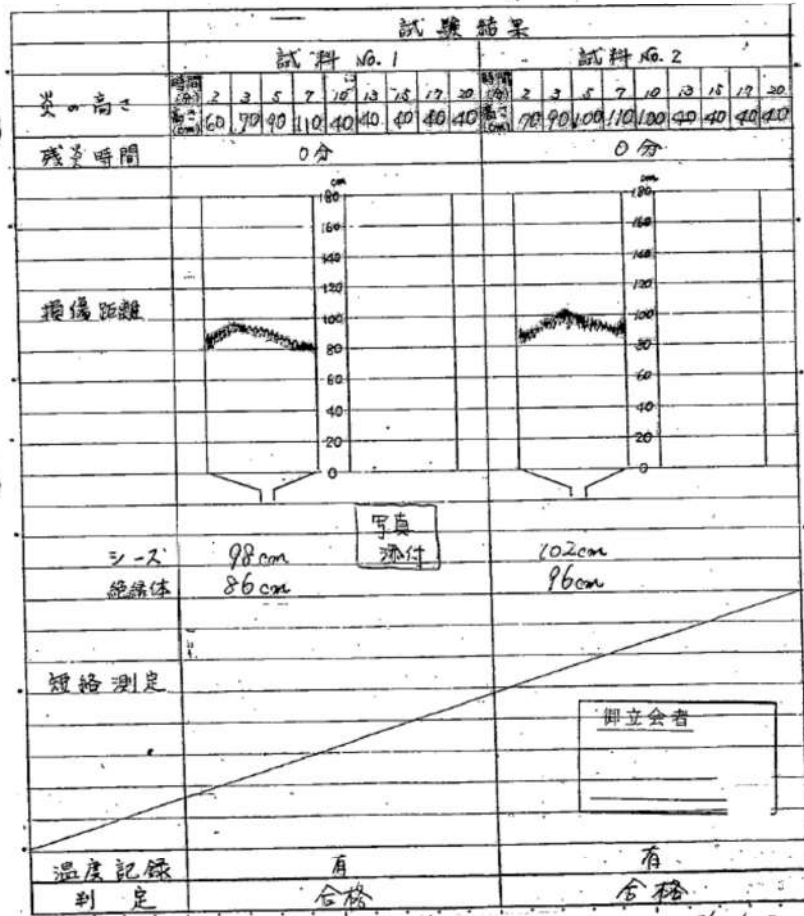 試験結果
試料 No.1 試料 No.2
炎の高さ
時間(分) 2 3 5 7 10 13 15 17 20 時間(分) 2 3 5 7 10 13 15 17 20
高さ(cm) 60 70 90 110 40 40 40 40 40 高さ(cm) 70 90 100 110 100 40 40 40 40
残炎時間 0分 0分
cm cm
180 180
160 160
140 140
120 120
損傷距離 100 100
80 80
60 60
40 40
20 20
0 0
写真
添付
シース 98cm 102cm
絶縁体 86cm 96cm
短絡測定
御立会者
温度記録 有 有
判定 合格 合格